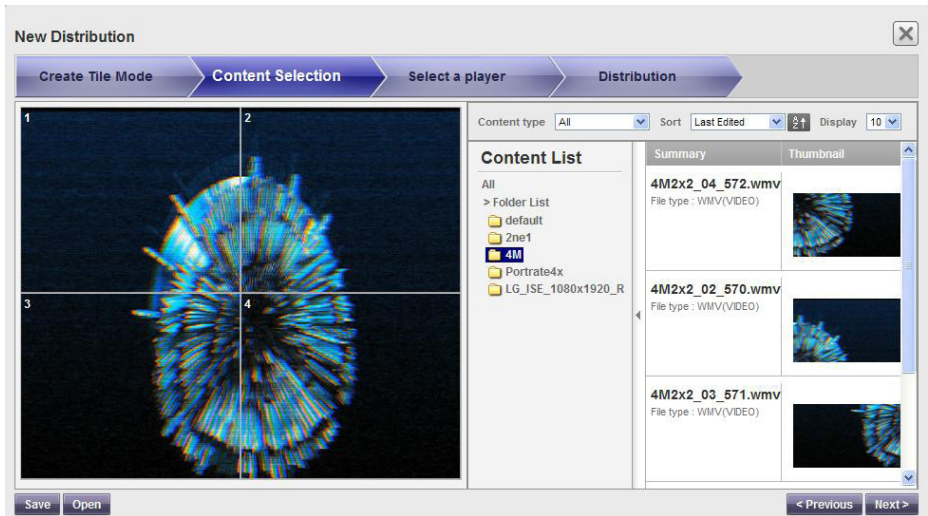 New Distribution
Create Tile Mode
Content Selection
Select a player
Distribution
1
2
3
4
Content type All Sort Last Edited Display 10
Content List
All
> Folder List
default
2ne1
4M
Portrate4x
LG_ISE_1080x1920_R
Summary Thumbnail
4M2x2_04_572.wmv
File type : WMV(VIDEO)
4M2x2_02_570.wmv
File type : WMV(VIDEO)
4M2x2_03_571.wmv
File type : WMV(VIDEO)
Save Open < Previous Next >